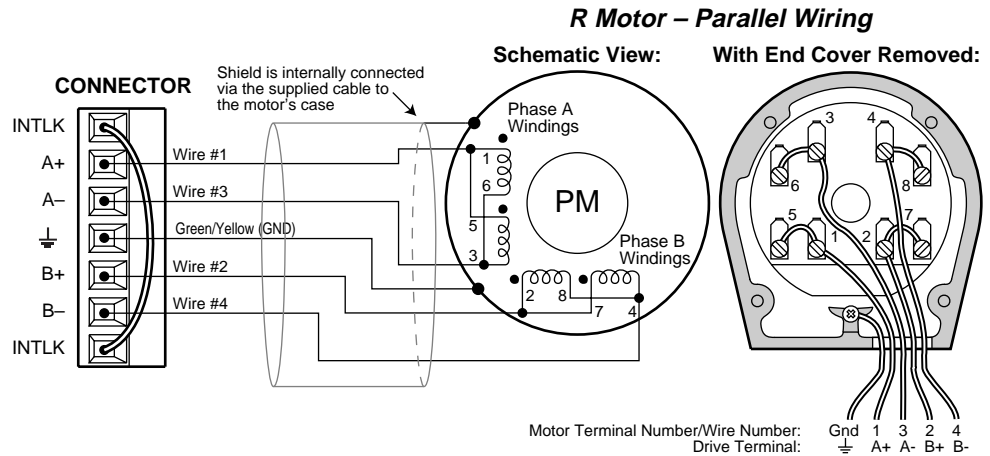 R Motor – Parallel Wiring
Schematic View:
With End Cover Removed:
CONNECTOR
Shield is internally connected
via the supplied cable to
the motor's case
INTLK
A+
A–
B+
B–
INTLK
Wire #1
Wire #3
Green/Yellow (GND)
Wire #2
Wire #4
Phase A
Windings
1
6
5
3
PM
Phase B
Windings
2
8
7
4
3
4
6
8
5
1
2
7
Motor Terminal Number/Wire Number: Gnd 1 3 2 4
Drive Terminal: ⏚ A+ A- B+ B-